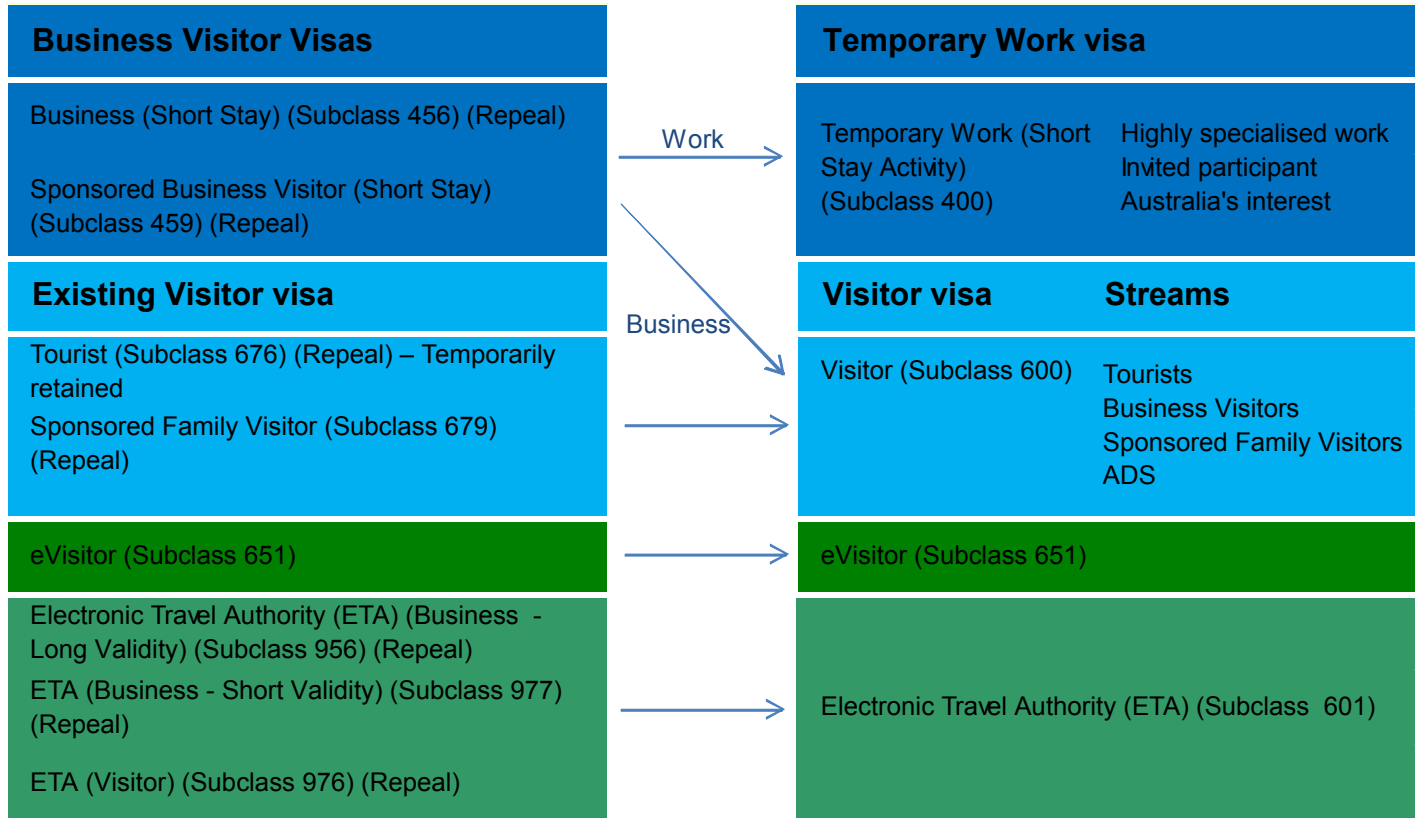 Business Visitor Visas
Business (Short Stay) (Subclass 456) (Repeal)
Sponsored Business Visitor (Short Stay)
(Subclass 459) (Repeal)
Work
Temporary Work visa
Temporary Work (Short
Stay Activity)
(Subclass 400)
Highly specialised work
Invited participant
Australia's interest
Existing Visitor visa
Tourist (Subclass 676) (Repeal) – Temporarily
retained
Sponsored Family Visitor (Subclass 679)
(Repeal)
Business
Visitor visa
Streams
Visitor (Subclass 600)
Tourists
Business Visitors
Sponsored Family Visitors
ADS
eVisitor (Subclass 651)
eVisitor (Subclass 651)
Electronic Travel Authority (ETA) (Business -
Long Validity) (Subclass 956) (Repeal)
ETA (Business - Short Validity) (Subclass 977)
(Repeal)
ETA (Visitor) (Subclass 976) (Repeal)
Electronic Travel Authority (ETA) (Subclass 601)